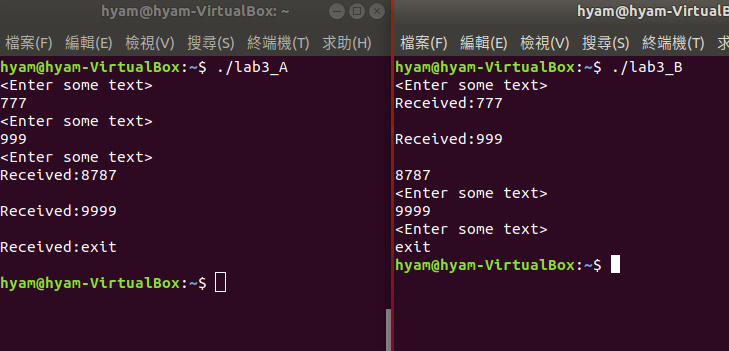 hyam@hyam-VirtualBox: ~
檔案(F) 編輯(E) 檢視(V) 搜尋(S) 終端機(T) 求助(H)
hyam@hyam-VirtualBox:~$ ./lab3_A
<Enter some text>
777
<Enter some text>
999
<Enter some text>
Received:8787
Received:9999
Received:exit
hyam@hyam-VirtualBox:~$
hyam@hyam-VirtualB
檔案(F) 編輯(E) 檢視(V) 搜尋(S) 終端機(T) 求
hyam@hyam-VirtualBox:~$ ./lab3_B
<Enter some text>
Received:777
Received:999
8787
<Enter some text>
9999
<Enter some text>
exit
hyam@hyam-VirtualBox:~$